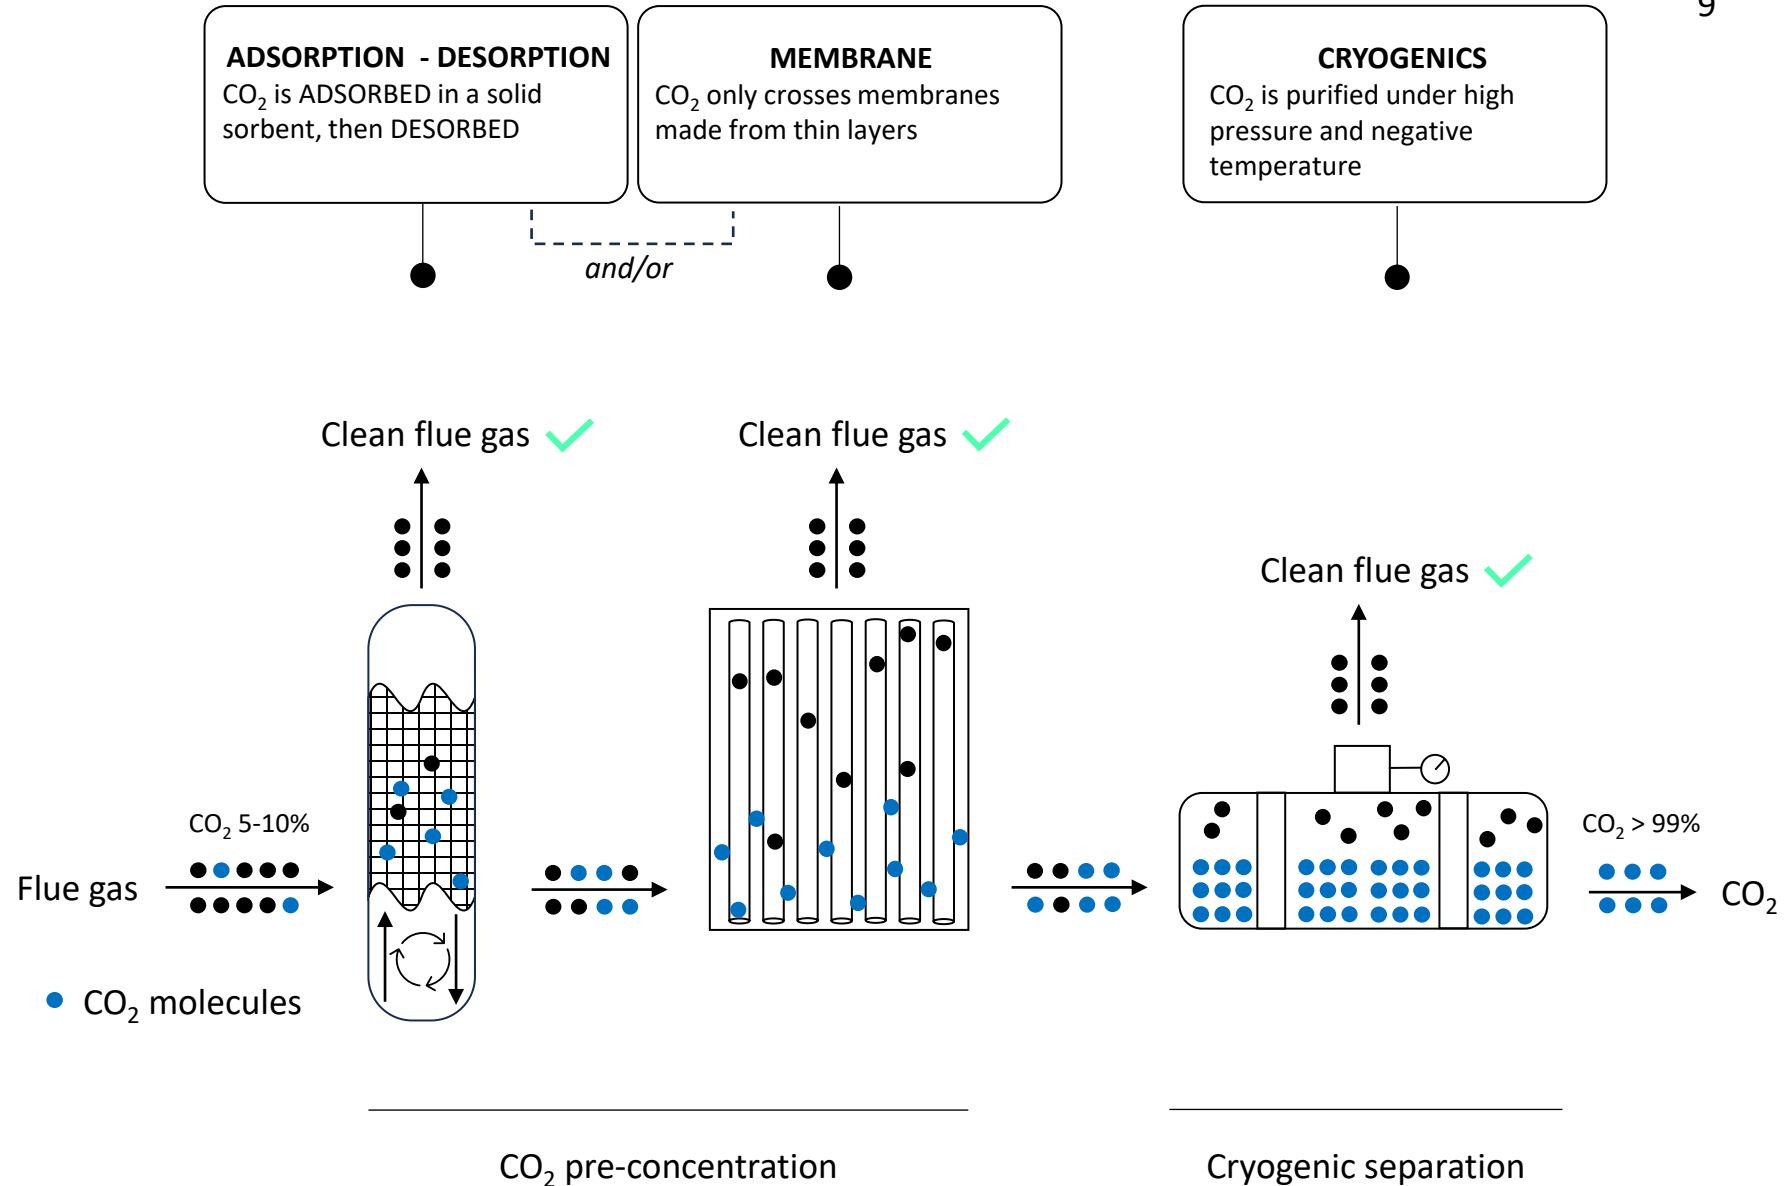 9
ADSORPTION - DESORPTION
CO₂ is ADSORBED in a solid
sorbent, then DESORBED
MEMBRANE
CO₂ only crosses membranes
made from thin layers
CRYOGENICS
CO₂ is purified under high
pressure and negative
temperature
and/or
Clean flue gas
Clean flue gas
Clean flue gas
CO₂ 5-10%
Flue gas
CO₂ > 99%
CO₂
CO₂ molecules
CO₂ pre-concentration
Cryogenic separation